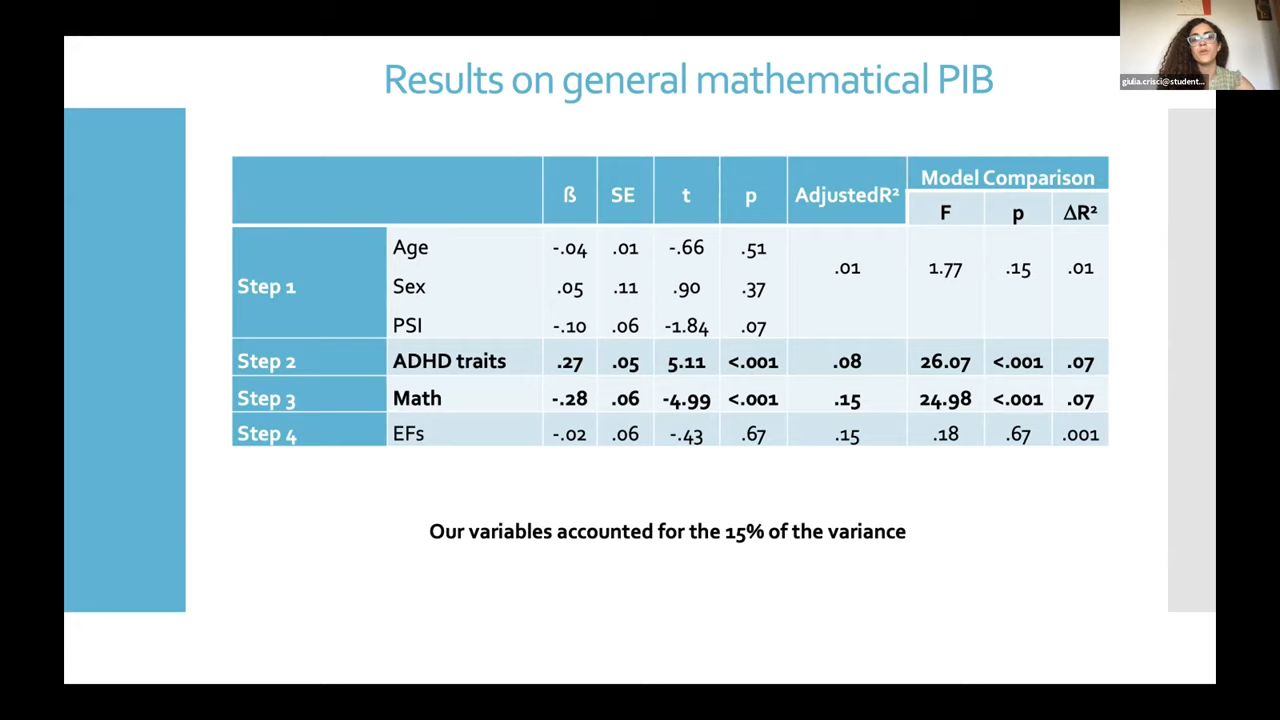 Results on general mathematical PIB
giulia.crisci@student...
ß SE t p AdjustedR² Model Comparison
F p ΔR²
Step 1 Age -.04 .01 -.66 .51 .01 1.77 .15 .01
Sex .05 .11 .90 .37
PSI -.10 .06 -1.84 .07
Step 2 ADHD traits .27 .05 5.11 <.001 .08 26.07 <.001 .07
Step 3 Math -.28 .06 -4.99 <.001 .15 24.98 <.001 .07
Step 4 EFs -.02 .06 -.43 .67 .15 .18 .67 .001
Our variables accounted for the 15% of the variance